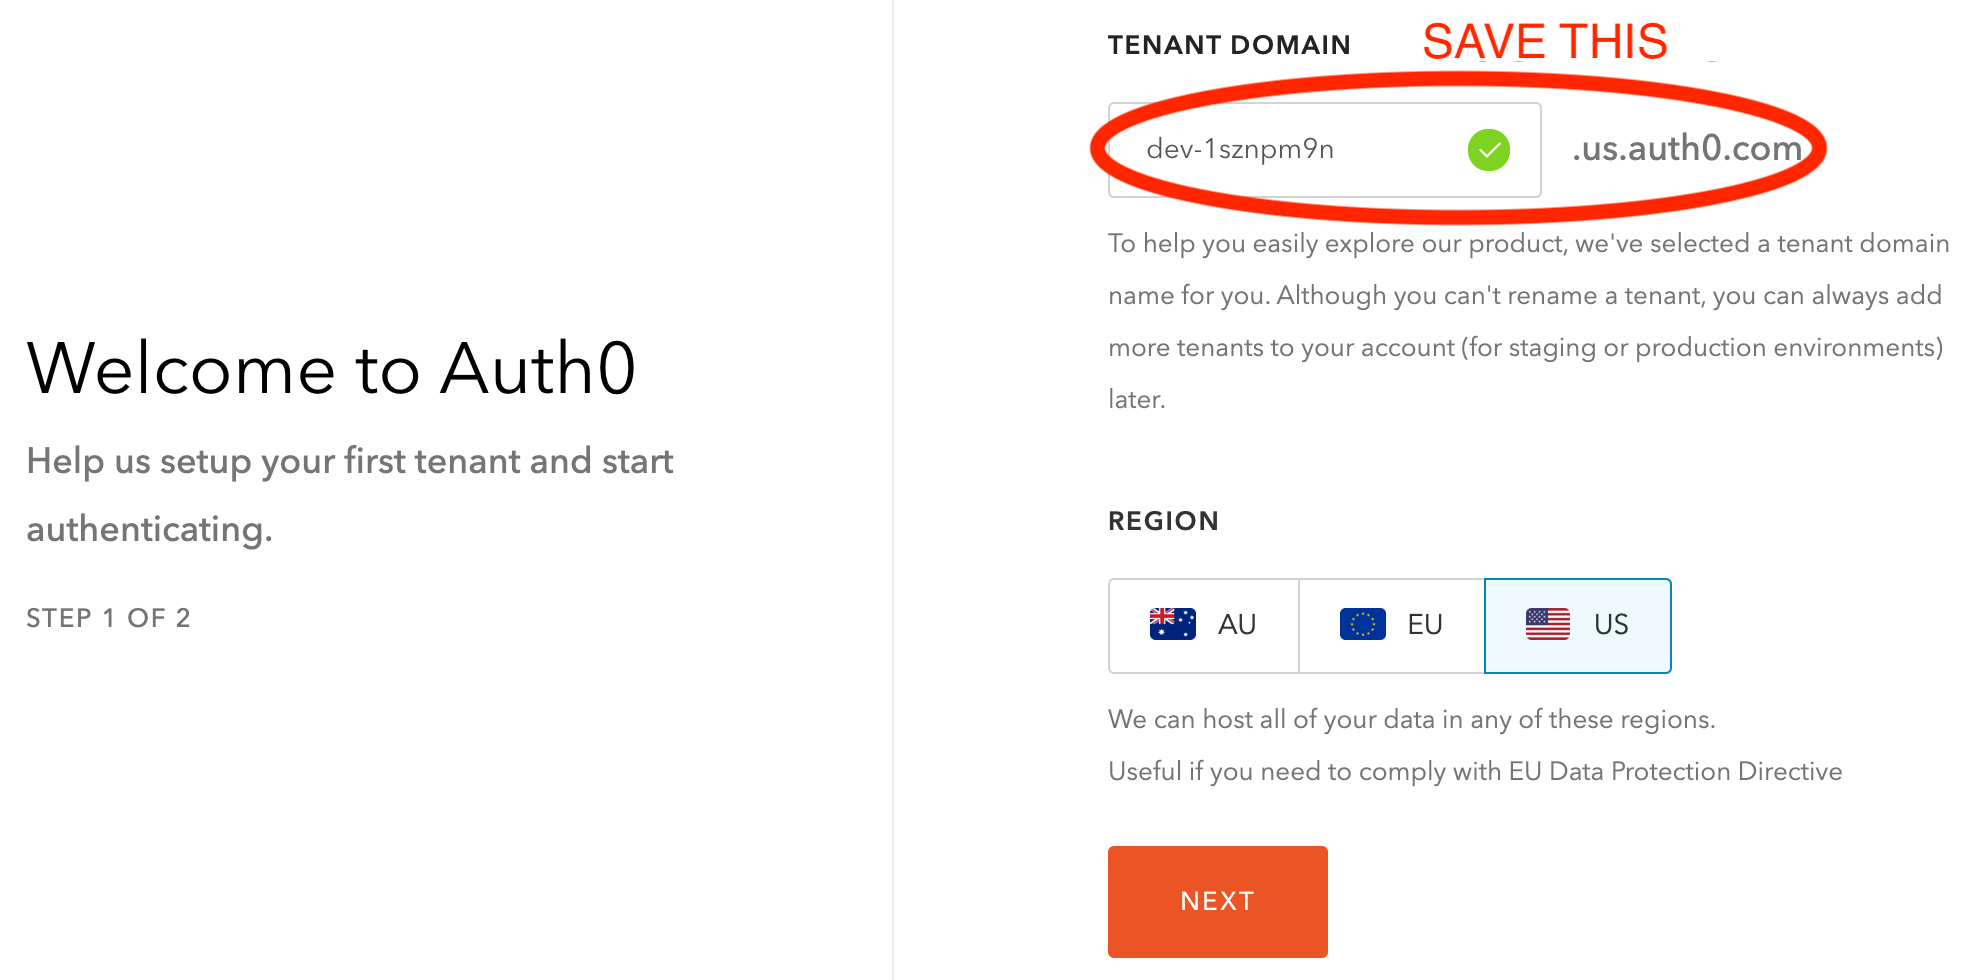 Welcome to Auth0
Help us setup your first tenant and start
authenticating.
STEP 1 OF 2
TENANT DOMAIN
SAVE THIS
dev-1sznpm9n
.us.auth0.com
To help you easily explore our product, we've selected a tenant domain
name for you. Although you can't rename a tenant, you can always add
more tenants to your account (for staging or production environments)
later.
REGION
AU
EU
US
We can host all of your data in any of these regions.
Useful if you need to comply with EU Data Protection Directive
NEXT